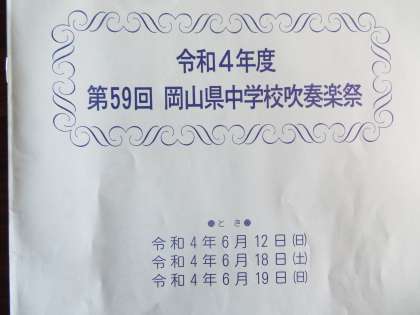 令和4年度
第59回 岡山県中学校吹奏楽祭
●とき●
令和4年6月12日(日)
令和4年6月18日(土)
令和4年6月19日(日)